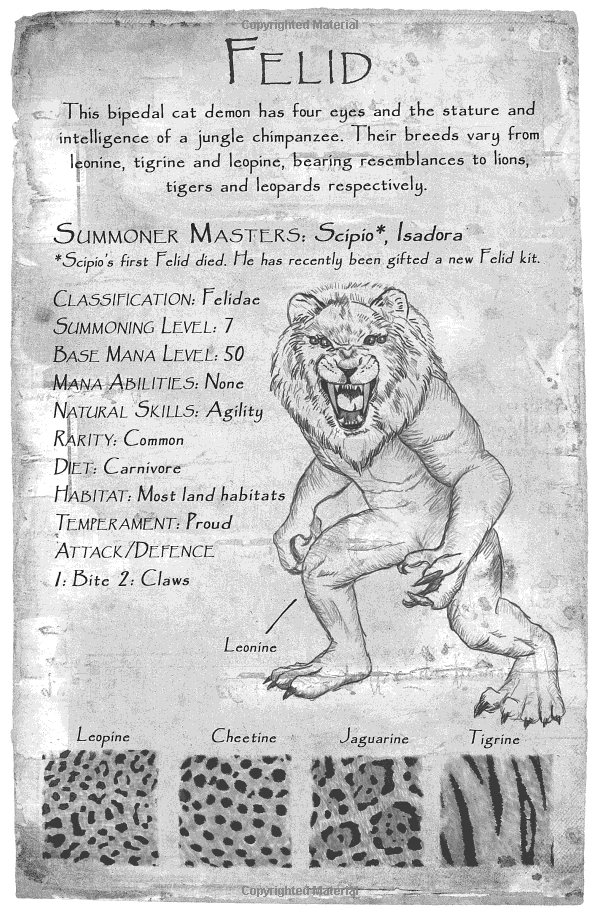 Copyrighted Material
FELID
This bipedal cat demon has four eyes and the stature and
intelligence of a jungle chimpanzee. Their breeds vary from
leonine, tigrine and leopine, bearing resemblances to lions,
tigers and leopards respectively.
SUMMONER MASTERS: Scipio*, Isadora
*Scipio's first Felid died. He has recently been gifted a new Felid kit.
CLASSIFICATION: Felidae
SUMMONING LEVEL: 7
BASE MANA LEVEL: 50
MANA ABILITIES: None
NATURAL SKILLS: Agility
RARITY: Common
DIET: Carnivore
HABITAT: Most land habitats
TEMPERAMENT: Proud
ATTACK/DEFENCE
1: Bite 2: Claws
Leonine
Leopine Cheetine Jaguarine Tigrine
Copyrighted Material